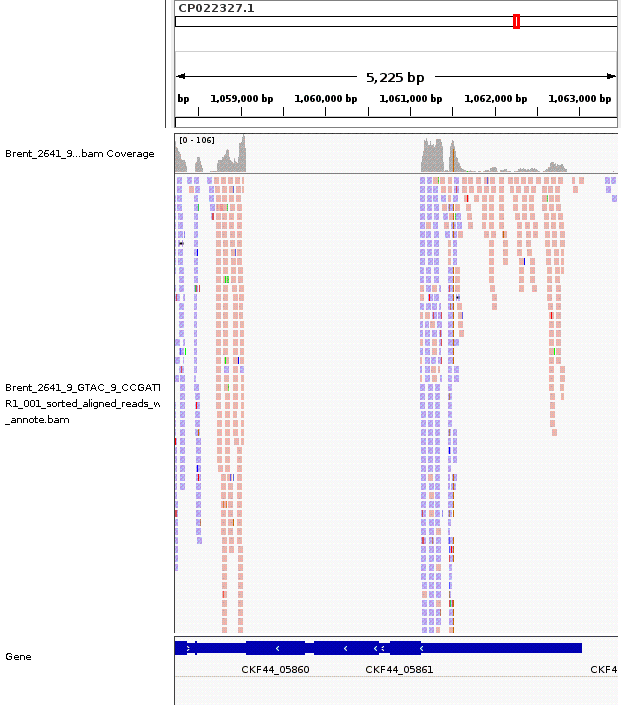 CP022327.1
5,225 bp
bp 1,059,000 bp 1,060,000 bp 1,061,000 bp 1,062,000 bp 1,063,000 bp
[0 - 106]
Brent_2641_9...bam Coverage
Brent_2641_9_GTAC_9_CCGATT
R1_001_sorted_aligned_reads_w
_annote.bam
Gene
CKF44_05860 CKF44_05861 CKF4